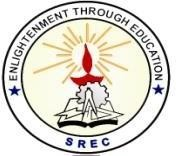 ★ ENLIGHTENMENT THROUGH EDUCATION ★
SREC